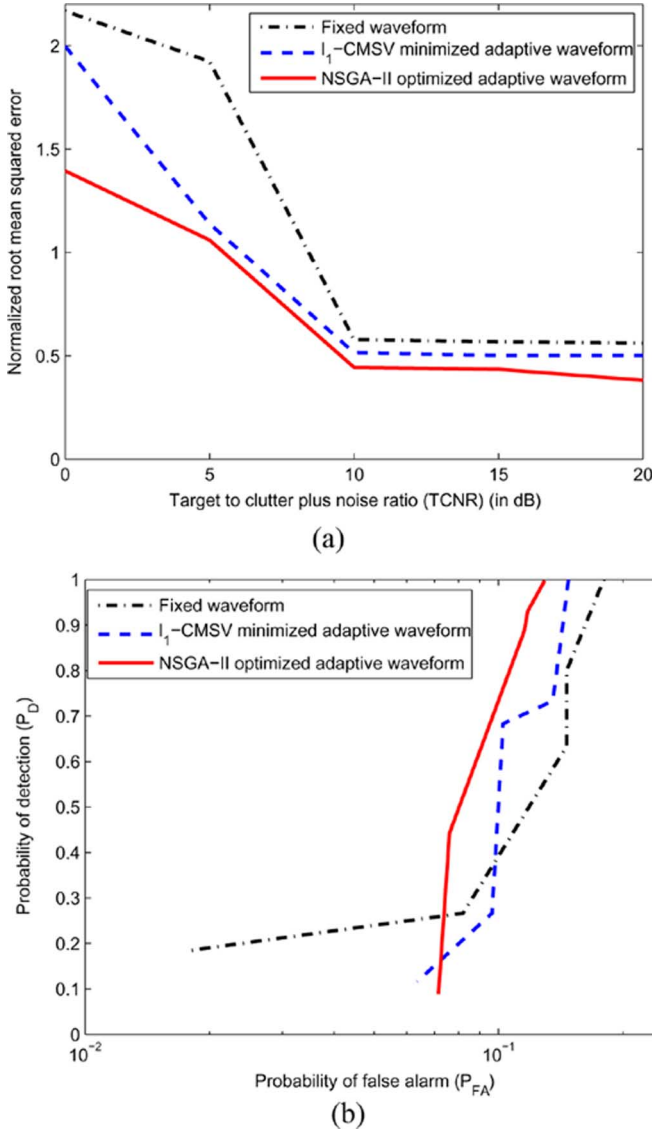 Fixed waveform
l₁−CMSV minimized adaptive waveform
NSGA−II optimized adaptive waveform
2
1.5
1
0.5
0
Normalized root mean squared error
0 5 10 15 20
Target to clutter plus noise ratio (TCNR) (in dB)
(a)
Fixed waveform
l₁−CMSV minimized adaptive waveform
NSGA−II optimized adaptive waveform
1
0.9
0.8
0.7
0.6
0.5
0.4
0.3
0.2
0.1
0
Probability of detection (P_D)
10⁻² 10⁻¹
Probability of false alarm (P_FA)
(b)